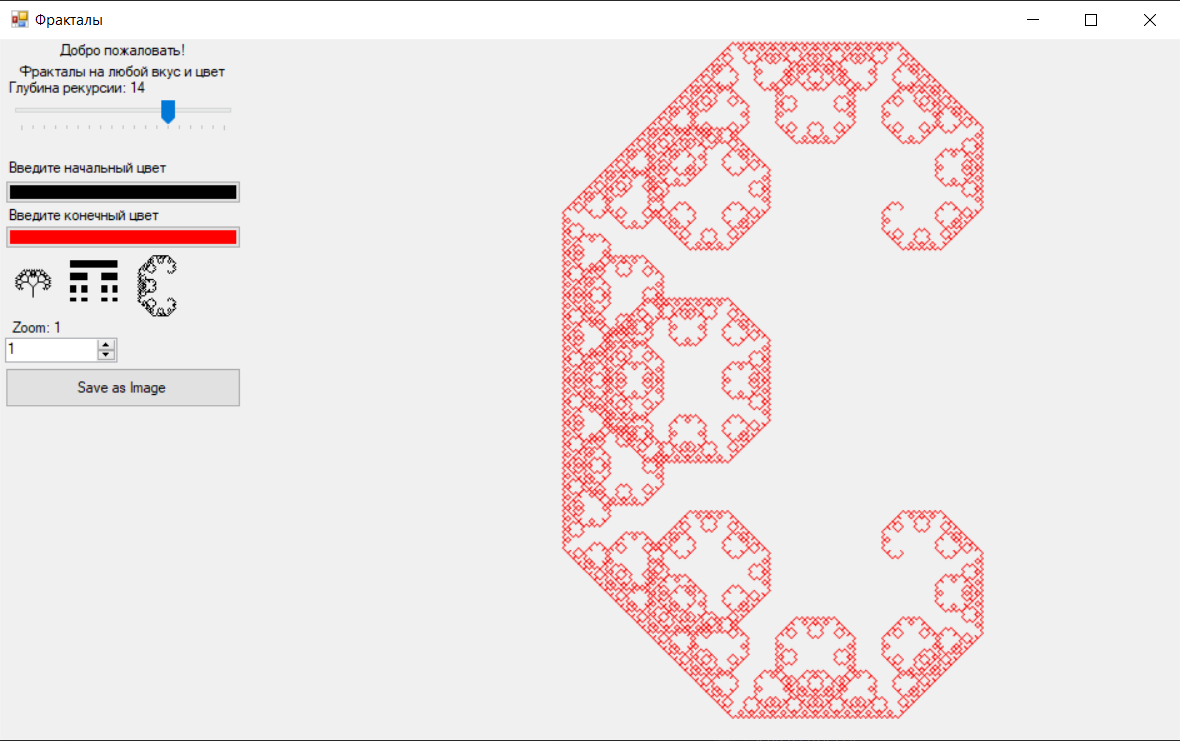 Фракталы
Добро пожаловать!
Фракталы на любой вкус и цвет
Глубина рекурсии: 14
Введите начальный цвет
Введите конечный цвет
Zoom: 1
1
Save as Image